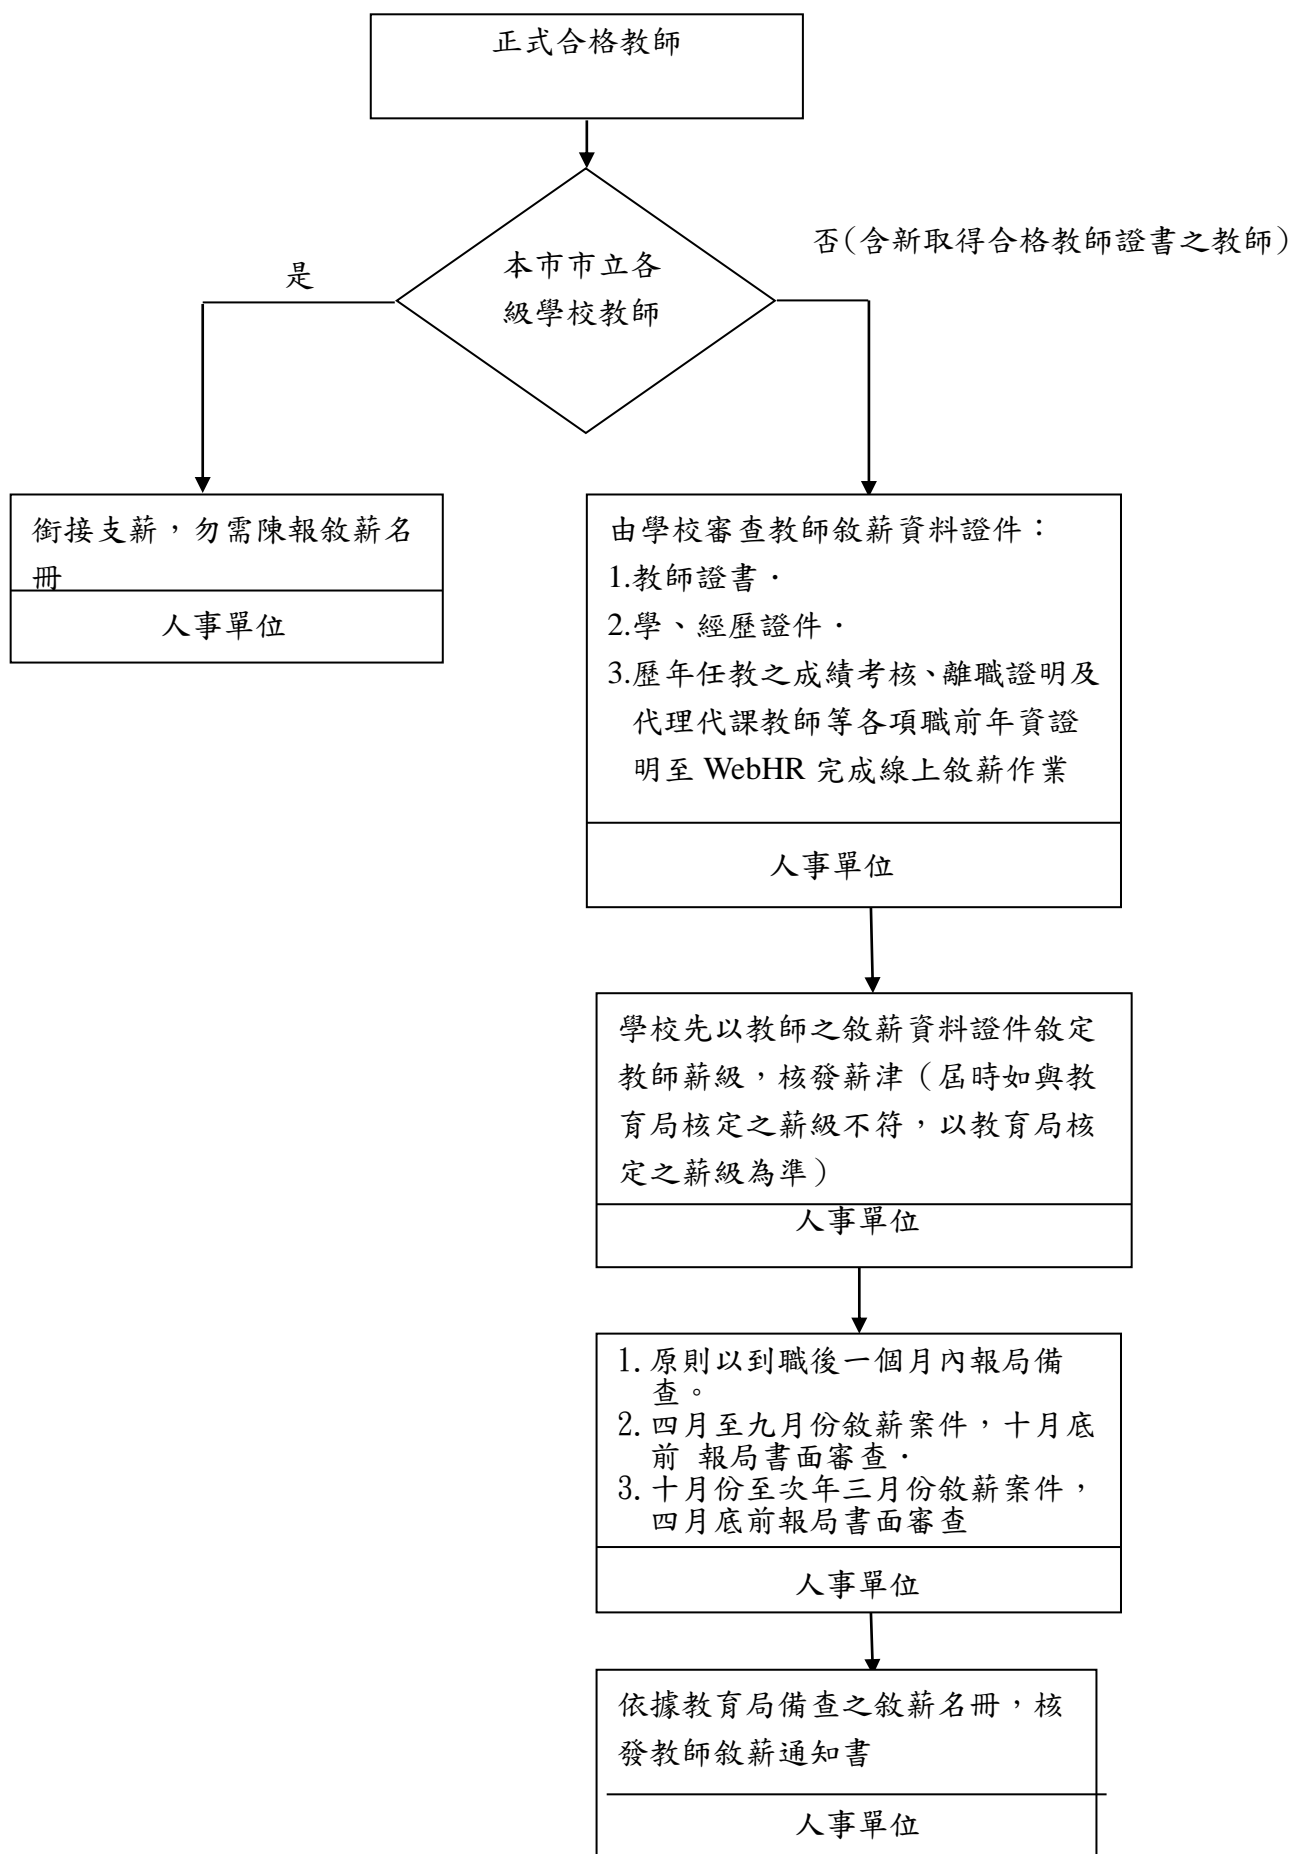 正式合格教師
否(含新取得合格教師證書之教師)
是
本市市立各
級學校教師
銜接支薪，勿需陳報敘薪名
冊
人事單位
由學校審查教師敘薪資料證件：
1.教師證書．
2.學、經歷證件．
3.歷年任教之成績考核、離職證明及
代理代課教師等各項職前年資證
明至 WebHR 完成線上敘薪作業
人事單位
學校先以教師之敘薪資料證件敘定
教師薪級，核發薪津（屆時如與教
育局核定之薪級不符，以教育局核
定之薪級為準）
人事單位
1. 原則以到職後一個月內報局備
查。
2. 四月至九月份敘薪案件，十月底
前 報局書面審查．
3. 十月份至次年三月份敘薪案件，
四月底前報局書面審查
人事單位
依據教育局備查之敘薪名冊，核
發教師敘薪通知書
人事單位